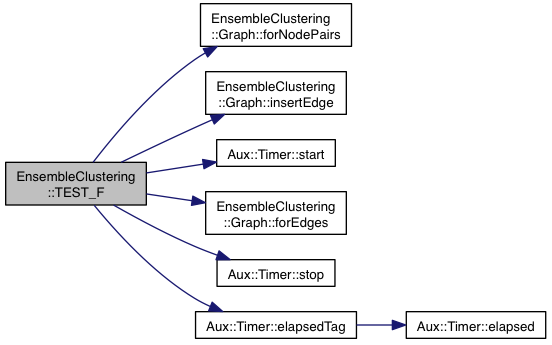 EnsembleClustering
::TEST_F
EnsembleClustering
::Graph::forNodePairs
EnsembleClustering
::Graph::insertEdge
Aux::Timer::start
EnsembleClustering
::Graph::forEdges
Aux::Timer::stop
Aux::Timer::elapsedTag
Aux::Timer::elapsed